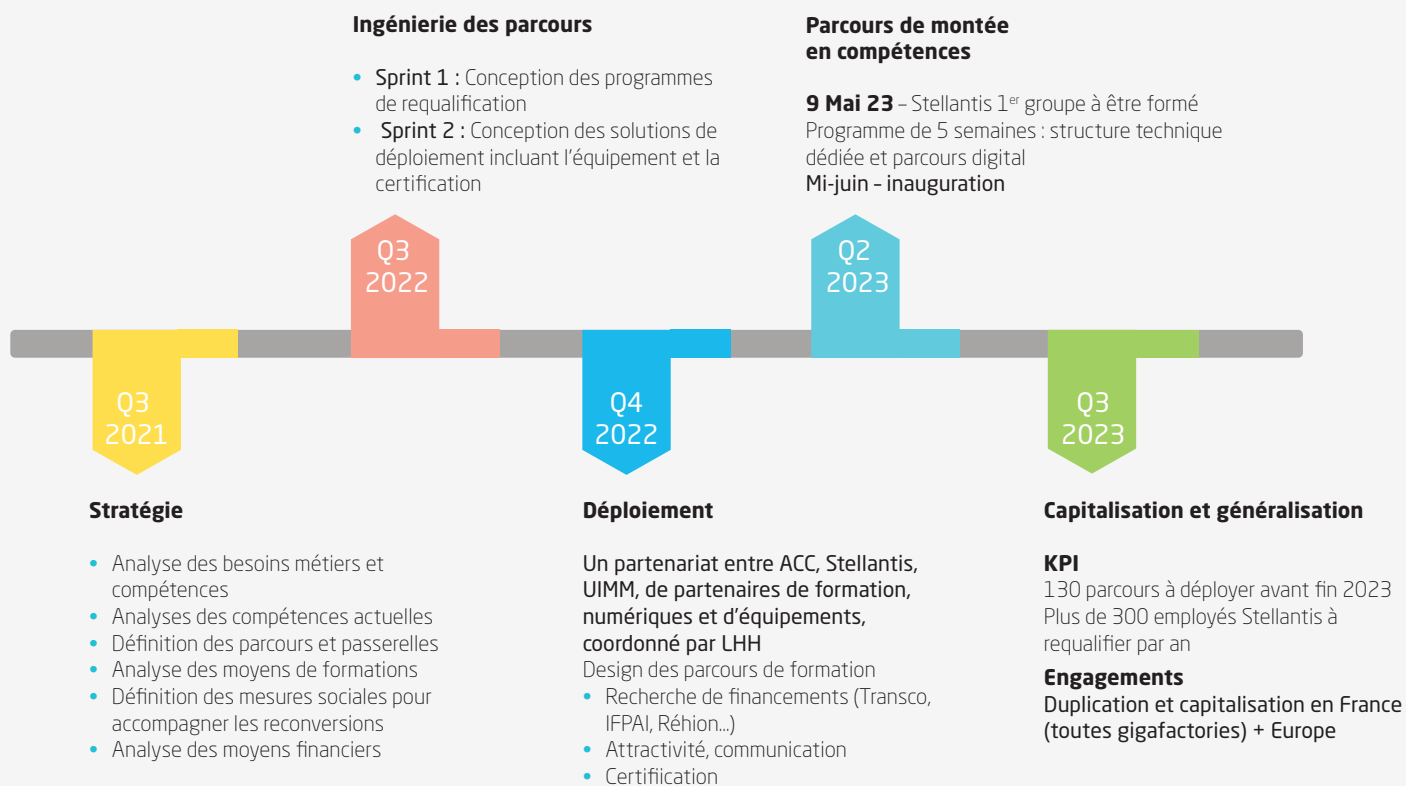 Ingénierie des parcours
• Sprint 1 : Conception des programmes
de requalification
• Sprint 2 : Conception des solutions de
déploiement incluant l'équipement et la
certification
Parcours de montée
en compétences
9 Mai 23 – Stellantis 1er groupe à être formé
Programme de 5 semaines : structure technique
dédiée et parcours digital
Mi-juin – inauguration
Q3
2022
Q2
2023
Q3
2021
Q4
2022
Q3
2023
Stratégie
• Analyse des besoins métiers et
compétences
• Analyses des compétences actuelles
• Définition des parcours et passerelles
• Analyse des moyens de formations
• Définition des mesures sociales pour
accompagner les reconversions
• Analyse des moyens financiers
Déploiement
Un partenariat entre ACC, Stellantis,
UIMM, de partenaires de formation,
numériques et d'équipements,
coordonné par LHH
Design des parcours de formation
• Recherche de financements (Transco,
IFPAI, Réhion...)
• Attractivité, communication
• Certifiication
Capitalisation et généralisation
KPI
130 parcours à déployer avant fin 2023
Plus de 300 employés Stellantis à
requalifier par an
Engagements
Duplication et capitalisation en France
(toutes gigafactories) + Europe